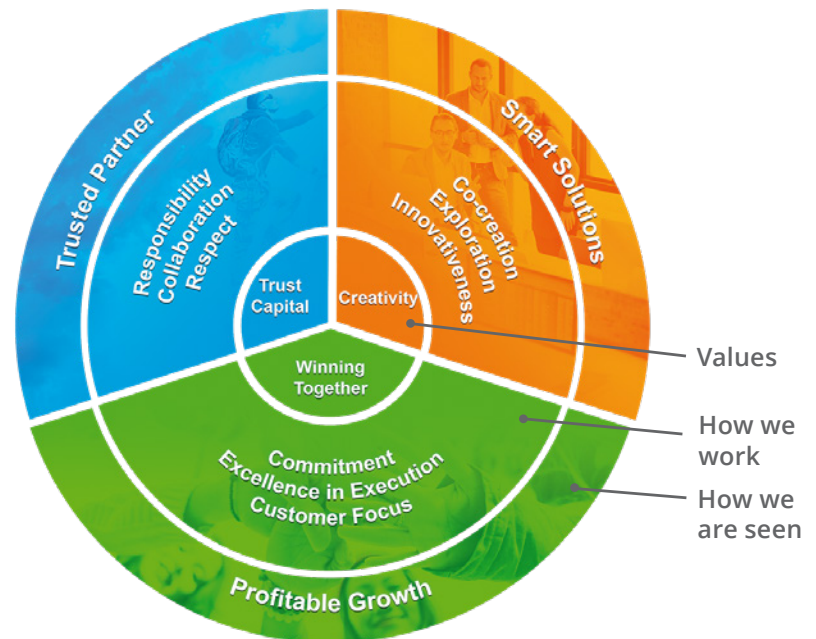 Trusted Partner
Responsibility
Collaboration
Respect
Trust
Capital
Smart Solutions
Co-creation
Exploration
Innovativeness
Creativity
Winning
Together
Commitment
Excellence in Execution
Customer Focus
Profitable Growth
Values
How we
work
How we
are seen